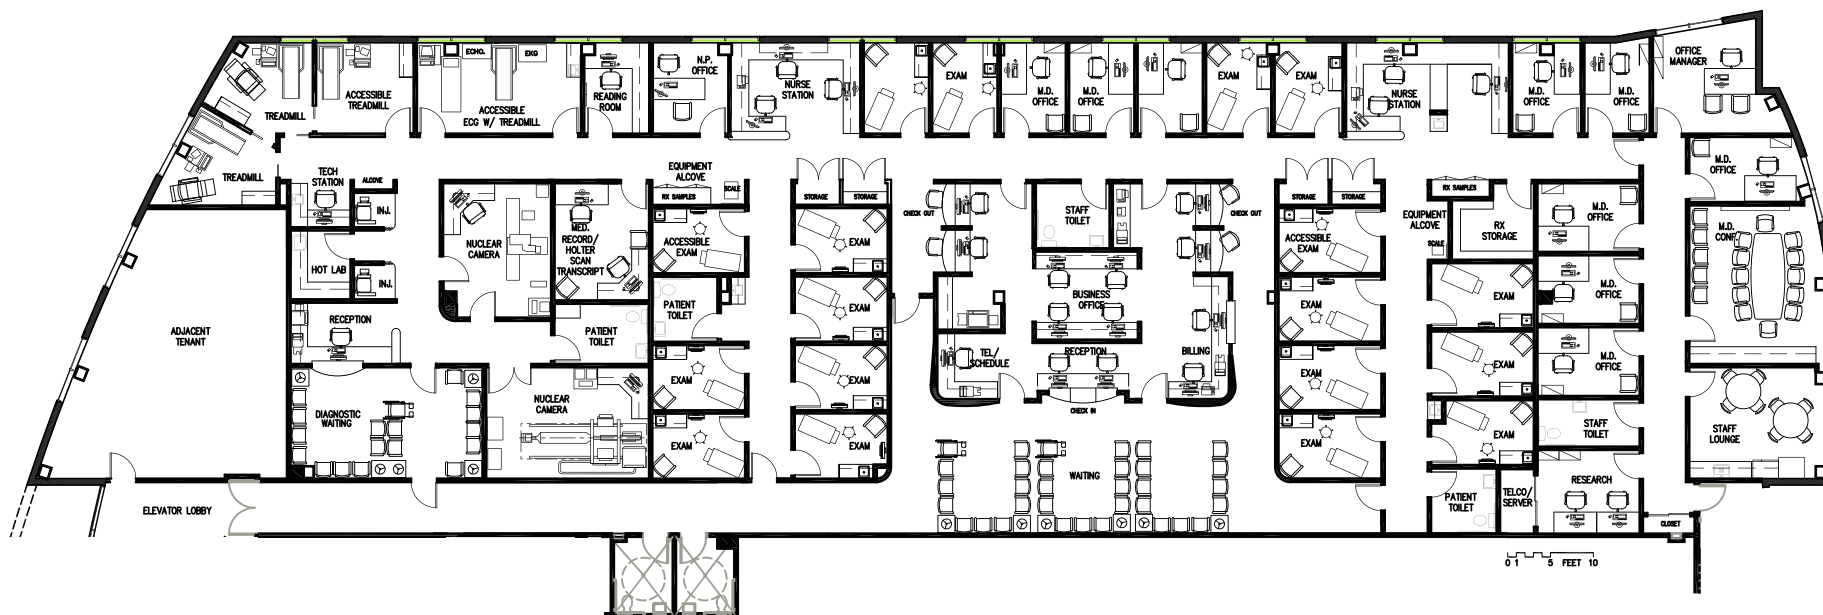 TREADMILL
ACCESSIBLE
TREADMILL
ECHO.
EKG
ACCESSIBLE
ECG W/ TREADMILL
READING
ROOM
N.P.
OFFICE
NURSE
STATION
EXAM
M.D.
OFFICE
M.D.
OFFICE
EXAM
EXAM
NURSE
STATION
M.D.
OFFICE
M.D.
OFFICE
OFFICE
MANAGER
TREADMILL
TECH
STATION
ALCOVE
INJ.
HOT LAB
INJ.
NUCLEAR
CAMERA
MED.
RECORD/
HOLTER
SCAN
TRANSCRIPT
EQUIPMENT
ALCOVE
RX SAMPLES
SCALE
STORAGE
STORAGE
ACCESSIBLE
EXAM
EXAM
CHECK OUT
STAFF
TOILET
CHECK OUT
STORAGE
STORAGE
ACCESSIBLE
EXAM
RX SAMPLES
EQUIPMENT
ALCOVE
SCALE
RX
STORAGE
M.D.
OFFICE
M.D.
OFFICE
M.D.
CONF.
ADJACENT
TENANT
RECEPTION
PATIENT
TOILET
PATIENT
TOILET
EXAM
BUSINESS
OFFICE
EXAM
EXAM
M.D.
OFFICE
TEL/
SCHEDULE
RECEPTION
BILLING
CHECK IN
EXAM
EXAM
EXAM
EXAM
M.D.
OFFICE
DIAGNOSTIC
WAITING
NUCLEAR
CAMERA
EXAM
EXAM
WAITING
EXAM
EXAM
STAFF
TOILET
STAFF
LOUNGE
ELEVATOR LOBBY
PATIENT
TOILET
TELCO/
SERVER
RESEARCH
CLOSET
0 1 5 FEET 10